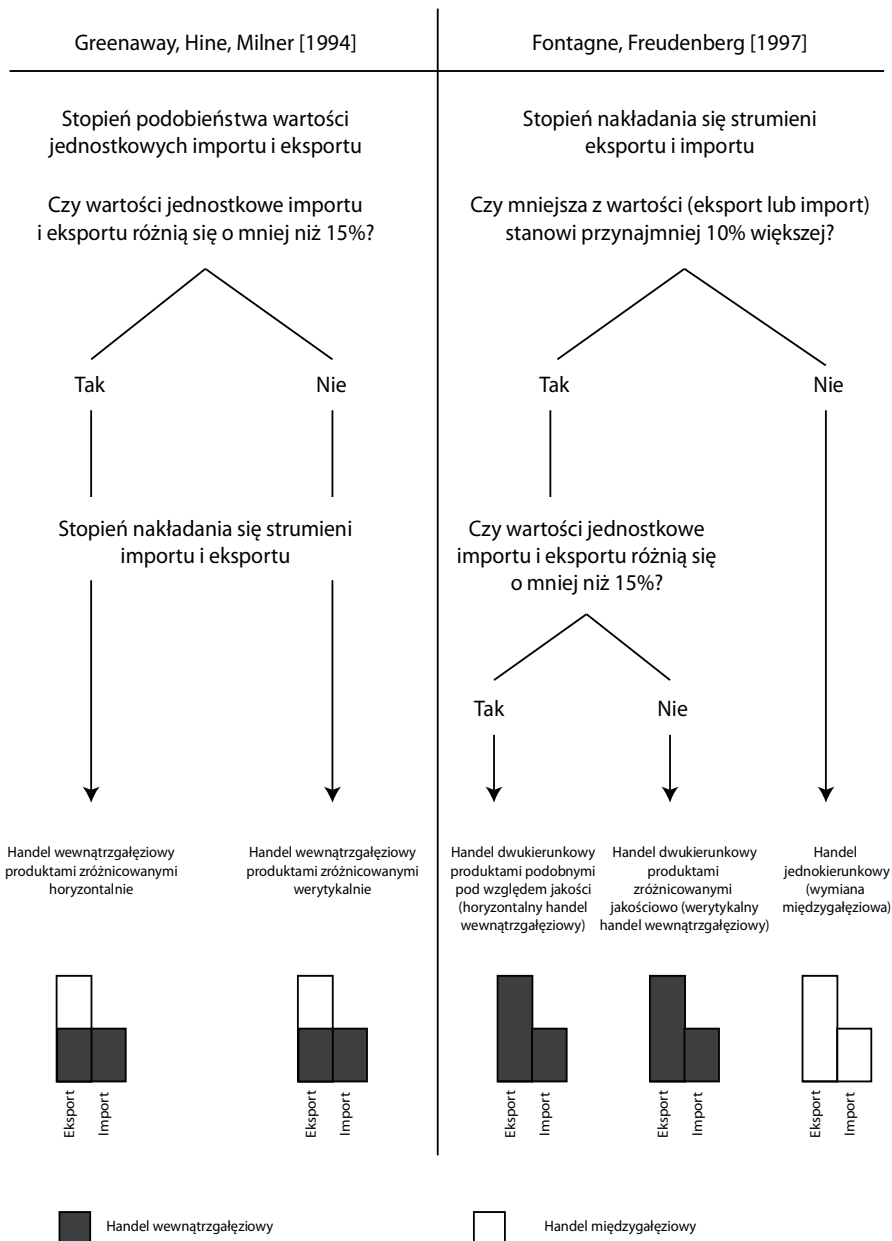 Greenaway, Hine, Milner [1994]
Stopień podobieństwa wartości
jednostkowych importu i eksportu
Czy wartości jednostkowe importu
i eksportu różnią się o mniej niż 15%?
Tak
Nie
Stopień nakładania się strumieni
importu i eksportu
Handel wewnątrzgałęziowy
produktami zróżnicowanymi
horyzontalnie
Handel wewnątrzgałęziowy
produktami zróżnicowanymi
werytykalnie
Eksport
Import
Eksport
Import
Fontagne, Freudenberg [1997]
Stopień nakładania się strumieni
eksportu i importu
Czy mniejsza z wartości (eksport lub import)
stanowi przynajmniej 10% większej?
Tak
Nie
Czy wartości jednostkowe
importu i eksportu różnią się
o mniej niż 15%?
Tak
Nie
Handel dwukierunkowy
produktami podobnymi
pod względem jakości
(horyzontalny handel
wewnątrzgałęziowy)
Handel dwukierunkowy
produktami
zróżnicowanymi
jakościowo (werytykalny
handel wewnątrzgałęziowy)
Handel
jednokierunkowy
(wymiana
międzygałęziowa)
Eksport
Import
Eksport
Import
Eksport
Import
Handel wewnątrzgałęziowy
Handel międzygałęziowy